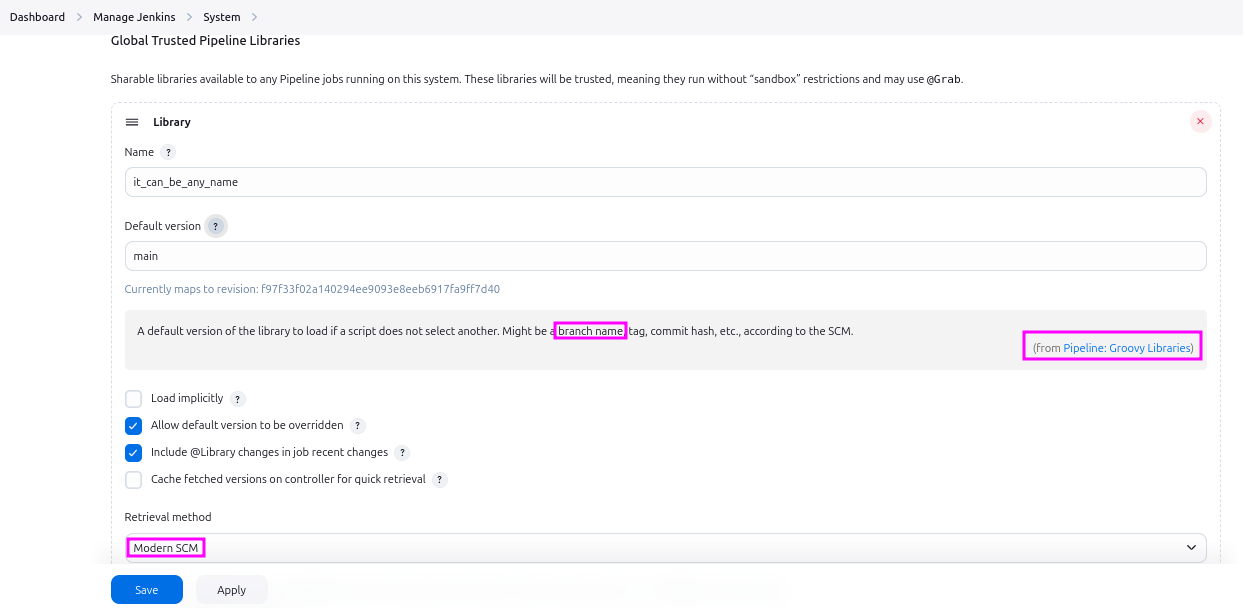 Dashboard > Manage Jenkins > System >
Global Trusted Pipeline Libraries
Sharable libraries available to any Pipeline jobs running on this system. These libraries will be trusted, meaning they run without “sandbox” restrictions and may use @Grab.
Library
Name ?
it_can_be_any_name
Default version ?
main
Currently maps to revision: f97f33f02a140294ee9093e8eeb6917fa9ff7d40
A default version of the library to load if a script does not select another. Might be a branch name, tag, commit hash, etc., according to the SCM.
(from Pipeline: Groovy Libraries)
Load implicitly ?
Allow default version to be overridden ?
Include @Library changes in job recent changes ?
Cache fetched versions on controller for quick retrieval ?
Retrieval method
Modern SCM
Save Apply